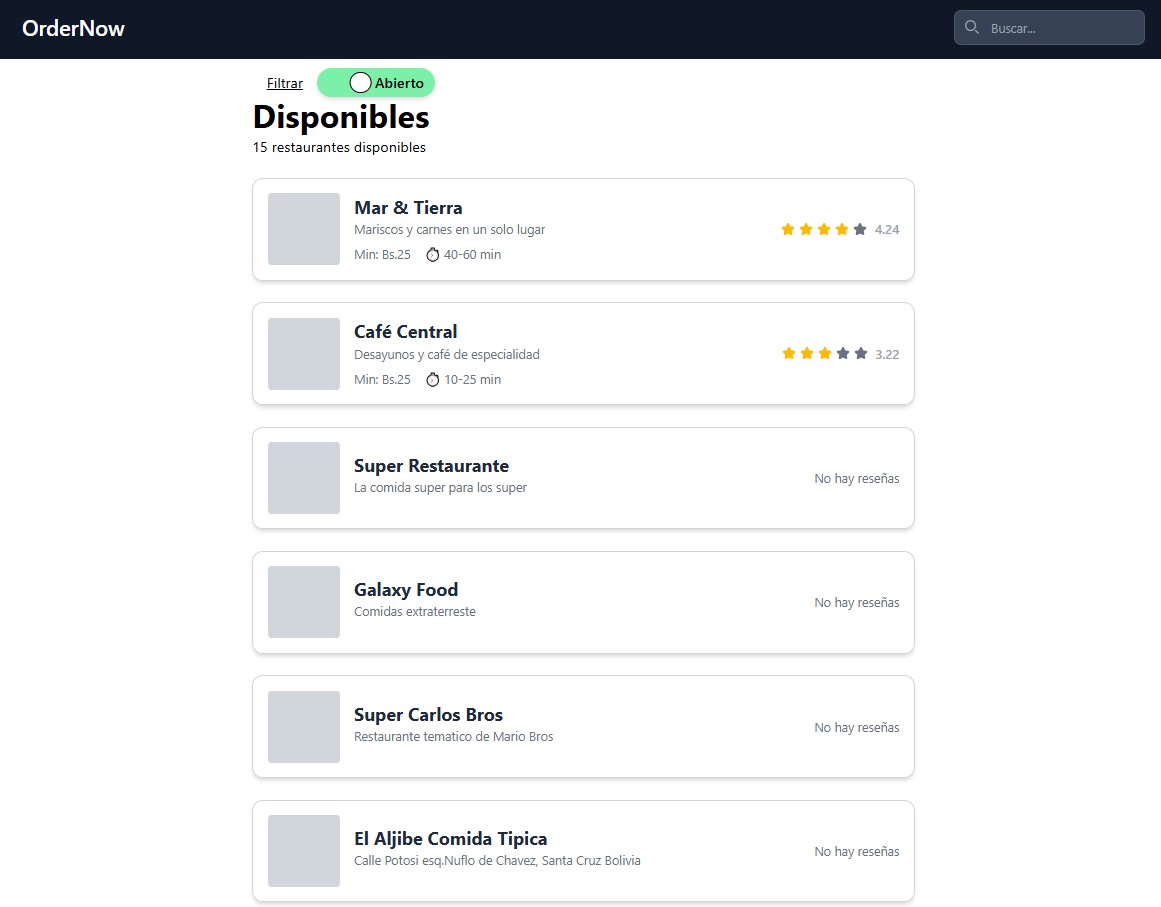 OrderNow
Buscar...
Filtrar
Abierto
Disponibles
15 restaurantes disponibles
Mar & Tierra
Mariscos y carnes en un solo lugar
4.24
Min: Bs.25 40-60 min
Café Central
Desayunos y café de especialidad
3.22
Min: Bs.25 10-25 min
Super Restaurante
La comida super para los super
No hay reseñas
Galaxy Food
Comidas extraterreste
No hay reseñas
Super Carlos Bros
Restaurante tematico de Mario Bros
No hay reseñas
El Aljibe Comida Tipica
Calle Potosi esq.Nuflo de Chavez, Santa Cruz Bolivia
No hay reseñas